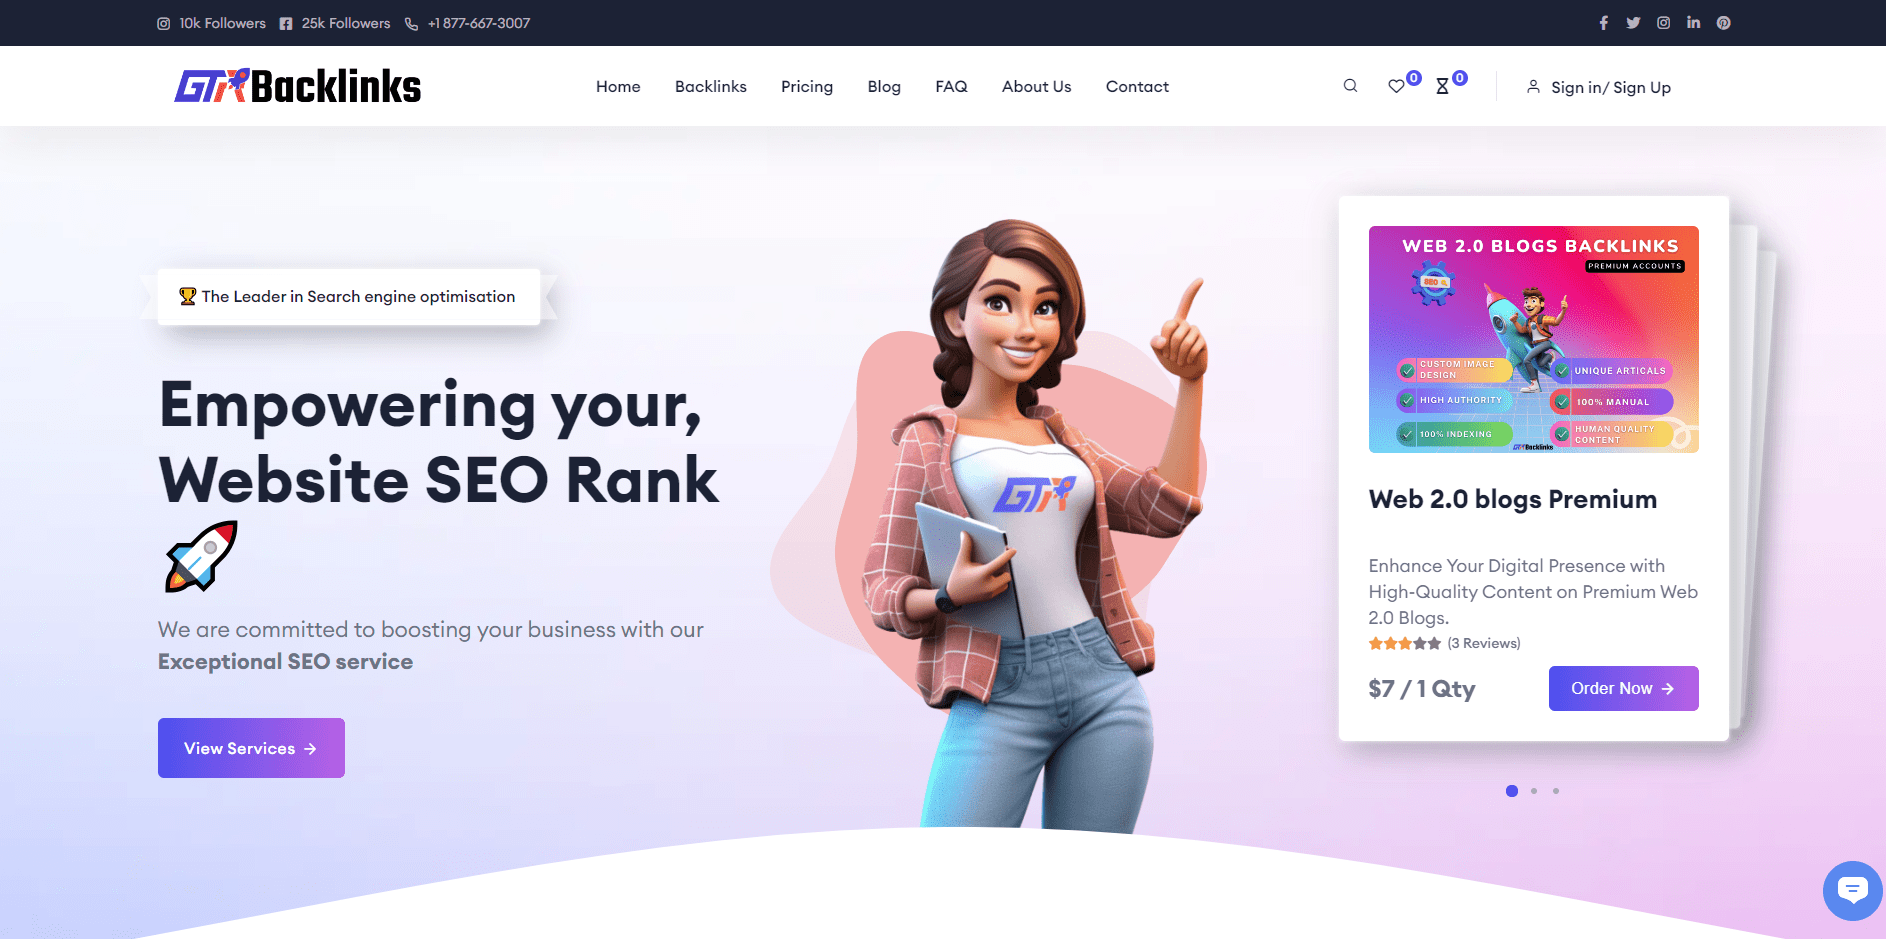 10k Followers 25k Followers +1 877-667-3007
GTR Backlinks
Home Backlinks Pricing Blog FAQ About Us Contact
0 0
Sign in/ Sign Up
The Leader in Search engine optimisation
Empowering your,
Website SEO Rank
We are committed to boosting your business with our
Exceptional SEO service
View Services
GTR
WEB 2.0 BLOGS BACKLINKS
PREMIUM ACCOUNTS
SEO
CUSTOM IMAGE
DESIGN
UNIQUE ARTICALS
HIGH AUTHORITY
100% MANUAL
100% INDEXING
HUMAN QUALITY
CONTENT
GTRBacklinks
Web 2.0 blogs Premium
Enhance Your Digital Presence with
High-Quality Content on Premium Web
2.0 Blogs.
(3 Reviews)
$7 / 1 Qty
Order Now